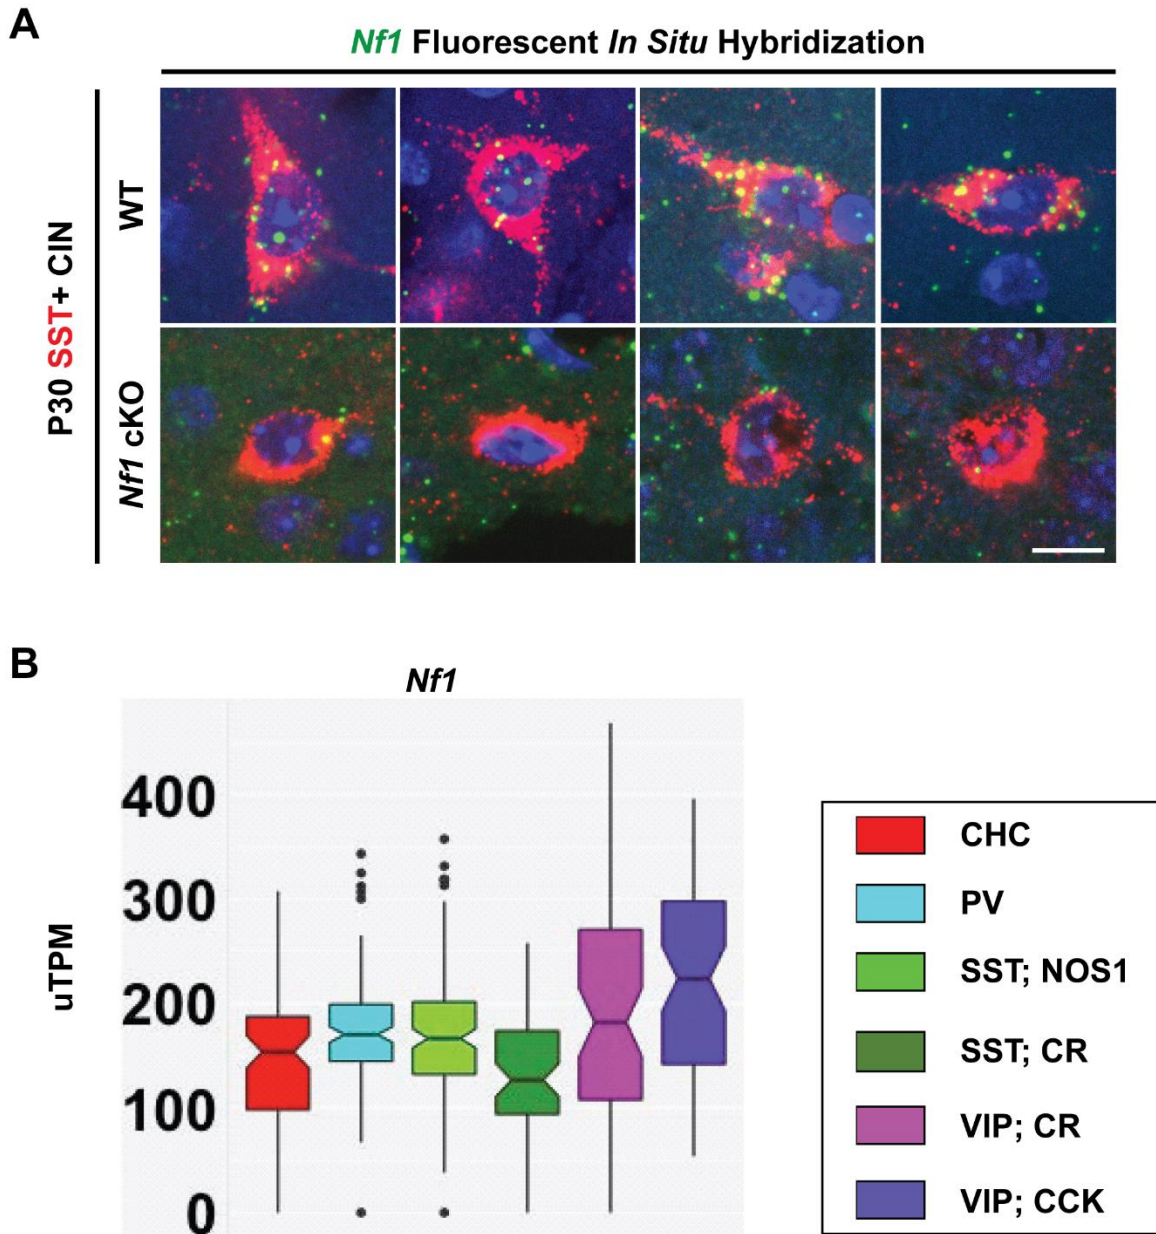 A
Nf1 Fluorescent In Situ Hybridization
P30 SST+ CIN
WT
Nf1 cKO
B
Nf1
uTPM
400
300
200
100
0
CHC
PV
SST; NOS1
SST; CR
VIP; CR
VIP; CCK